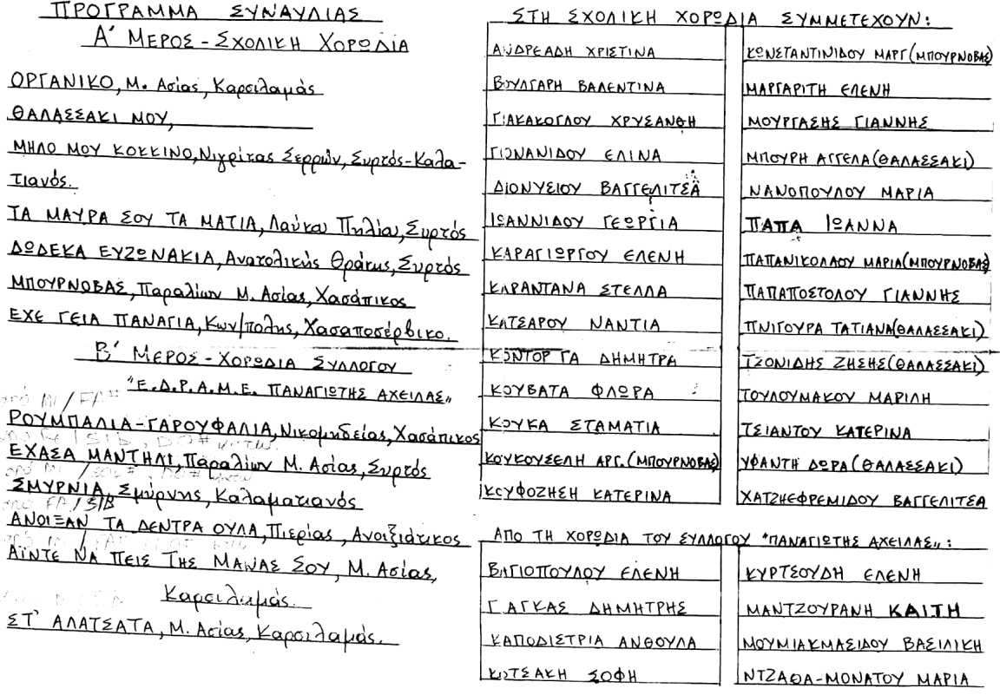 ΠΡΟΓΡΑΜΜΑ ΣΥΝΑΥΛΙΑΣ
Α' ΜΕΡΟΣ - ΣΧΟΛΙΚΗ ΧΟΡΩΔΙΑ
ΟΡΓΑΝΙΚΟ, Μ. Ασίας, Καρσιλαμάς
ΘΑΛΑΣΣΑΚΙ ΜΟΥ,
ΜΗΛΟ ΜΟΥ ΚΟΚΚΙΝΟ, Νιγρίτας Σερρών, Συρτός-Καλα-
τιανός.
ΤΑ ΜΑΥΡΑ ΣΟΥ ΤΑ ΜΑΤΙΑ, Λαύκου Πηλίου, Συρτός
ΔΩΔΕΚΑ ΕΥΖΩΝΑΚΙΑ, Ανατολικής Θράκης, Συρτός
ΜΠΟΥΡΝΟΒΑΣ, Παραλίων Μ. Ασίας, Χασάπικος
ΕΧΕ ΓΕΙΑ ΠΑΝΑΓΙΑ, Κων/πολης, Χασαποσέρβικο.
Β' ΜΕΡΟΣ - ΧΟΡΩΔΙΑ ΣΥΛΛΟΓΟΥ
"Ε.Δ.Ρ.Α.Μ.Ε. ΠΑΝΑΓΙΩΤΗΣ ΑΧΕΙΛΑΣ"
ΡΟΥΜΠΑΛΙΑ-ΓΑΡΟΥΦΑΛΙΑ, Νικομηδείας, Χασάπικος
ΕΧΑΣΑ ΜΑΝΤΗΛΙ, Παραλίων Μ. Ασίας, Συρτός
ΣΜΥΡΝΙΑ, Σμύρνης, Καλαματιανός
ΑΝΟΙΞΑΝ ΤΑ ΔΕΝΤΡΑ ΟΥΛΑ, Πιερίας, Ανοιξιάτικος
ΑΪΝΤΕ ΝΑ ΠΕΙΣ ΤΗΣ ΜΑΝΑΣ ΣΟΥ, Μ. Ασίας,
Καρσιλαμάς.
ΣΤ' ΑΛΑΤΣΑΤΑ, Μ. Ασίας, Καρσιλαμάς.
ΣΤΗ ΣΧΟΛΙΚΗ ΧΟΡΩΔΙΑ ΣΥΜΜΕΤΕΧΟΥΝ:
ΑΝΔΡΕΑΔΗ ΧΡΙΣΤΙΝΑ
ΒΟΥΛΓΑΡΗ ΒΑΛΕΝΤΙΝΑ
ΓΙΑΚΑΚΟΓΛΟΥ ΧΡΥΣΑΝΘΗ
ΓΙΟΝΑΝΙΔΟΥ ΕΛΙΝΑ
ΔΙΟΝΥΣΙΟΥ ΒΑΓΓΕΛΙΤΣΑ
ΙΩΑΝΝΙΔΟΥ ΓΕΩΡΓΙΑ
ΚΑΡΑΓΙΩΡΓΟΥ ΕΛΕΝΗ
ΚΑΡΑΝΤΑΝΑ ΣΤΕΛΛΑ
ΚΑΤΣΑΡΟΥ ΝΑΝΤΙΑ
ΔΗΜΗΤΡΑ
ΚΟΥΒΑΤΑ ΦΛΩΡΑ
ΚΟΥΚΑ ΣΤΑΜΑΤΙΑ
ΚΟΥΚΟΥΣΕΛΗ ΑΡΓ. (ΜΠΟΥΡΝΟΒΑΣ)
ΚΟΥΦΟΖΗΣΗ ΚΑΤΕΡΙΝΑ
ΚΩΝΣΤΑΝΤΙΝΙΔΟΥ ΜΑΡΓ (ΜΠΟΥΡΝΟΒΑΣ)
ΜΑΡΓΑΡΙΤΗ ΕΛΕΝΗ
ΜΟΥΡΓΑΣΗΣ ΓΙΑΝΝΗΣ
ΜΠΟΥΡΗ ΑΓΓΕΛΑ (ΘΑΛΑΣΣΑΚΙ)
ΝΑΝΟΠΟΥΛΟΥ ΜΑΡΙΑ
ΠΑΠΑ ΙΩΑΝΝΑ
ΠΑΠΑΝΙΚΟΛΑΟΥ ΜΑΡΙΑ (ΜΠΟΥΡΝΟΒΑΣ)
ΠΑΠΑΠΟΣΤΟΛΟΥ ΓΙΑΝΝΗΣ
ΠΝΙΓΟΥΡΑ ΤΑΤΙΑΝΑ (ΘΑΛΑΣΣΑΚΙ)
ΤΖΟΝΙΔΗΣ ΖΗΣΗΣ (ΘΑΛΑΣΣΑΚΙ)
ΤΟΥΛΟΥΜΑΚΟΥ ΜΑΡΙΛΗ
ΤΣΙΑΝΤΟΥ ΚΑΤΕΡΙΝΑ
ΥΦΑΝΤΗ ΔΩΡΑ (ΘΑΛΑΣΣΑΚΙ)
ΧΑΤΖΗΕΦΡΕΜΙΔΟΥ ΒΑΓΓΕΛΙΤΣΑ
ΑΠΟ ΤΗ ΧΟΡΩΔΙΑ ΤΟΥ ΣΥΛΛΟΓΟΥ "ΠΑΝΑΓΙΩΤΗΣ ΑΧΕΙΛΑΣ":
ΒΑΓΙΟΠΟΥΛΟΥ ΕΛΕΝΗ
ΓΑΓΚΑΣ ΔΗΜΗΤΡΗΣ
ΚΑΠΟΔΙΣΤΡΙΑ ΑΝΘΟΥΛΑ
ΚΩΤΣΑΚΗ ΣΟΦΗ
ΚΥΡΤΣΟΥΔΗ ΕΛΕΝΗ
ΜΑΝΤΖΟΥΡΑΝΗ ΚΑΙΤΗ
ΜΟΥΜΙΑΚΜΑΣΙΔΟΥ ΒΑΣΙΛΙΚΗ
ΝΤΖΑΘΑ-ΜΟΝΑΤΟΥ ΜΑΡΙΑ